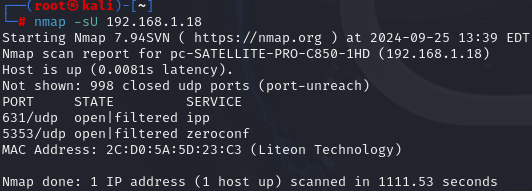 ┌──(root㉿kali)-[~]
└─# nmap -sU 192.168.1.18
Starting Nmap 7.94SVN ( https://nmap.org ) at 2024-09-25 13:39 EDT
Nmap scan report for pc-SATELLITE-PRO-C850-1HD (192.168.1.18)
Host is up (0.0081s latency).
Not shown: 998 closed udp ports (port-unreach)
PORT     STATE         SERVICE
631/udp  open|filtered ipp
5353/udp open|filtered zeroconf
MAC Address: 2C:D0:5A:5D:23:C3 (Liteon Technology)
Nmap done: 1 IP address (1 host up) scanned in 1111.53 seconds